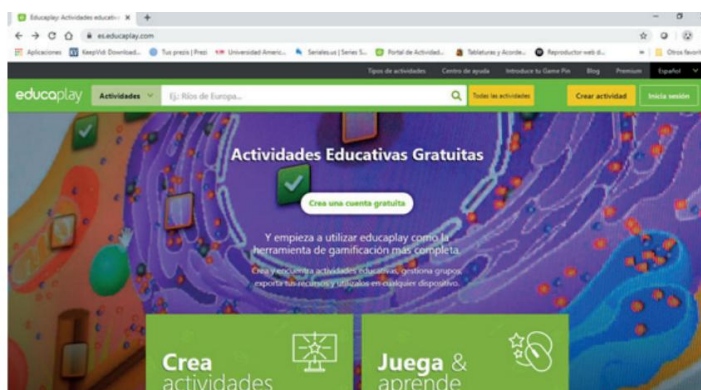 Educaplay: Actividades educativ
es.educaplay.com
Aplicaciones KeepVid Download... Tus prezis | Prezi Universidad Americ... Seriales.us | Series S... Portal de Actividad... Tablaturas y Acorde... Reproductor web d... » Otros favorit
Tipos de actividades Centro de ayuda Introduce tu Game Pin Blog Premium Español
educaplay Actividades Ej.: Ríos de Europa... Todas las actividades Crear actividad Inicia sesión
Actividades Educativas Gratuitas
Crea una cuenta gratuita
Y empieza a utilizar educaplay como la
herramienta de gamificación más completa.
Crea y encuentra actividades educativas, gestiona grupos,
exporta tus recursos y utilízalos en cualquier dispositivo.
Crea
actividades
Juega &
aprende